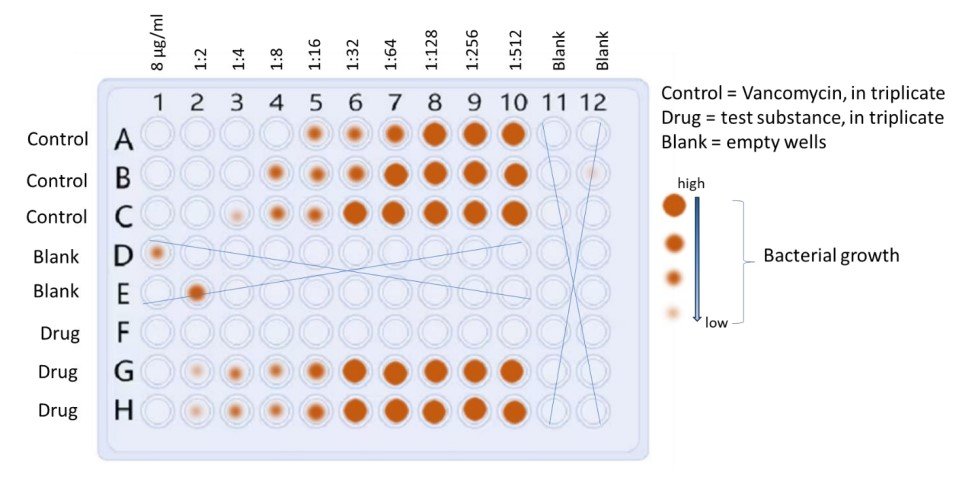 8 µg/ml 1:2 1:4 1:8 1:16 1:32 1:64 1:128 1:256 1:512 Blank Blank
1 2 3 4 5 6 7 8 9 10 11 12
Control A
Control B
Control C
Blank D
Blank E
Drug F
Drug G
Drug H
Control = Vancomycin, in triplicate
Drug = test substance, in triplicate
Blank = empty wells
high
Bacterial growth
low